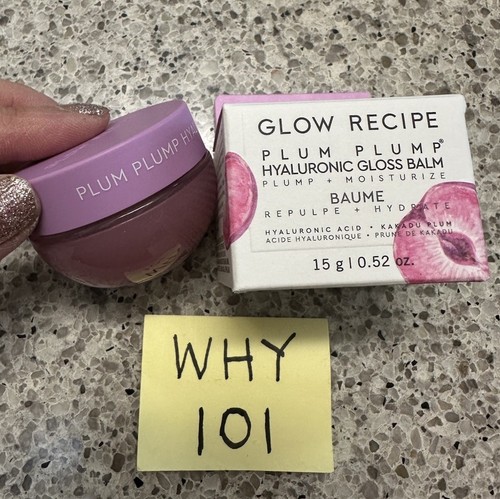 PLUM PLUMP HYA
GLOW RECIPE
PLUM PLUMP®
HYALURONIC GLOSS BALM
PLUMP + MOISTURIZE
BAUME
REPULPE + HYDRATE
HYALURONIC ACID • KAKADU PLUM
ACIDE HYALURONIQUE • PRUNE DE KAKADU
15 g | 0.52 oz.
WHY
101